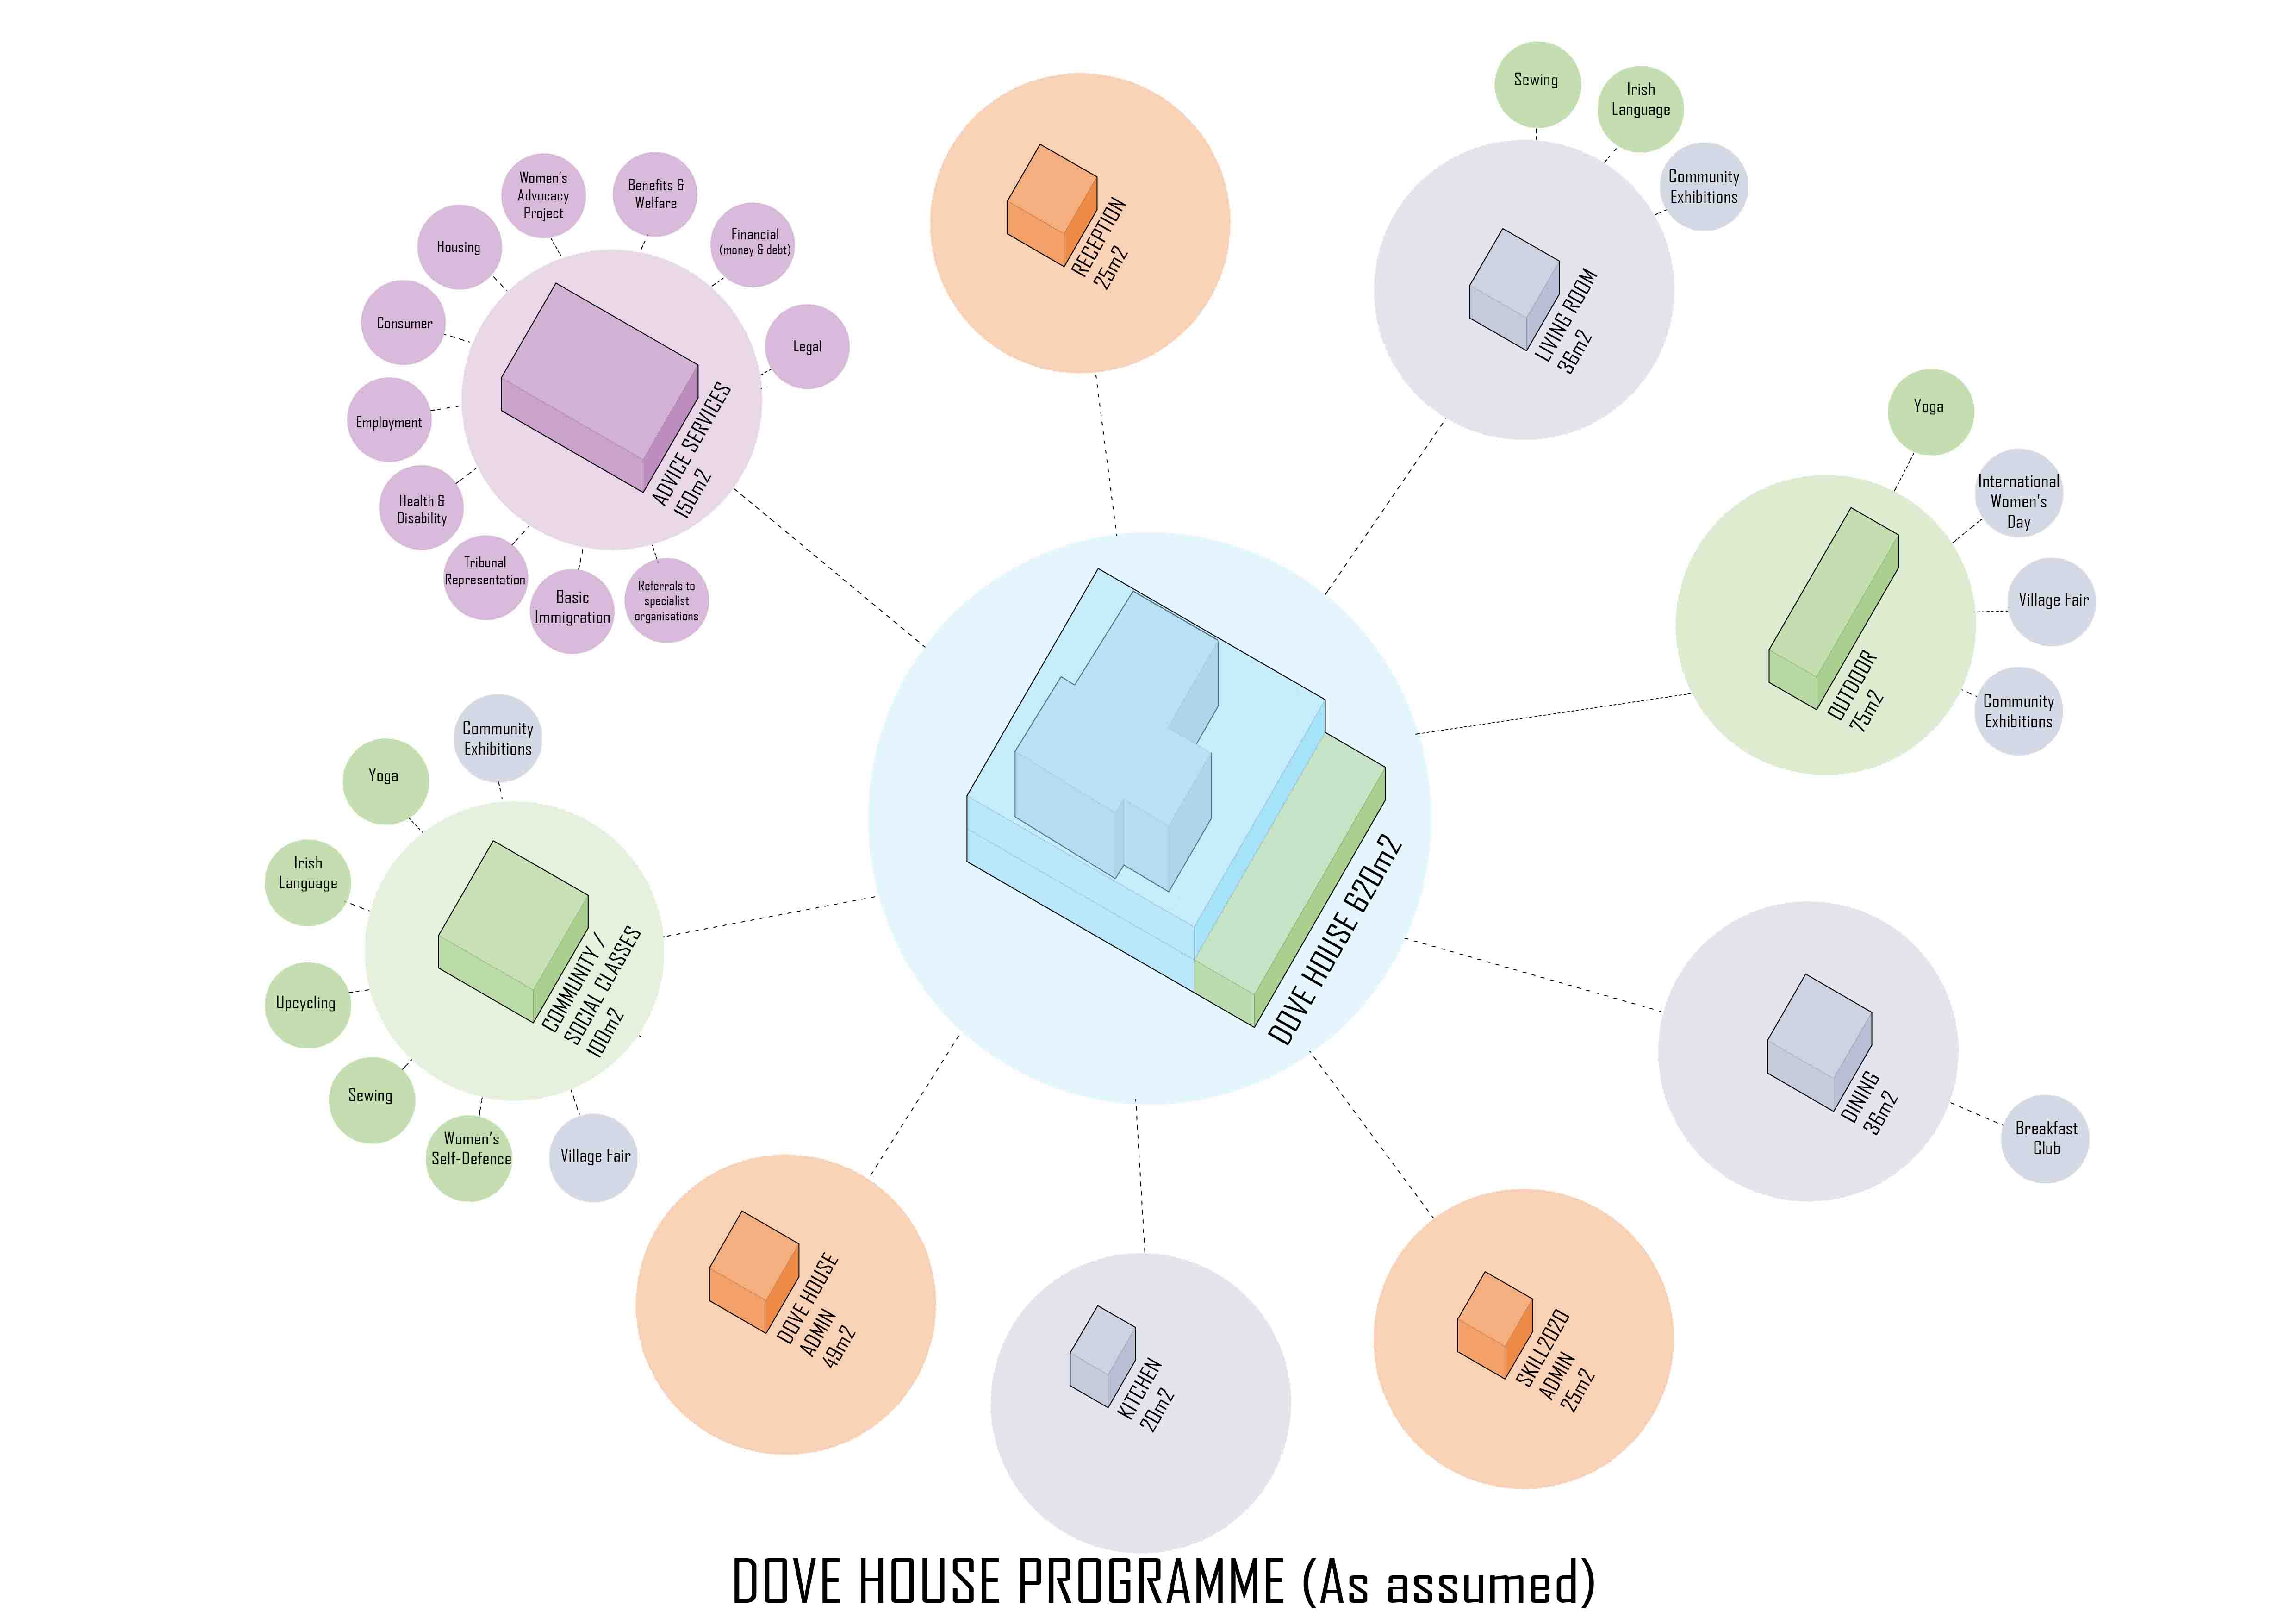 Sewing
Irish
Language
Community
Exhibitions
LIVING ROOM
36m2
RECEPTION
25m2
Women's
Advocacy
Project
Benefits &
Welfare
Financial
(money & debt)
Legal
Housing
Consumer
Employment
Health &
Disability
Tribunal
Representation
Basic
Immigration
Referrals to
specialist
organisations
ADVICE SERVICES
150m2
Yoga
International
Women's
Day
Village Fair
Community
Exhibitions
OUTDOOR
75m2
DOVE HOUSE 620m2
Community
Exhibitions
Yoga
Irish
Language
Upcycling
Sewing
Women's
Self-Defence
Village Fair
COMMUNITY /
SOCIAL CLASSES
100m2
DINING
36m2
Breakfast
Club
DOVE HOUSE
ADMIN
49m2
KITCHEN
20m2
SKILL2020
ADMIN
25m2
DOVE HOUSE PROGRAMME (As assumed)